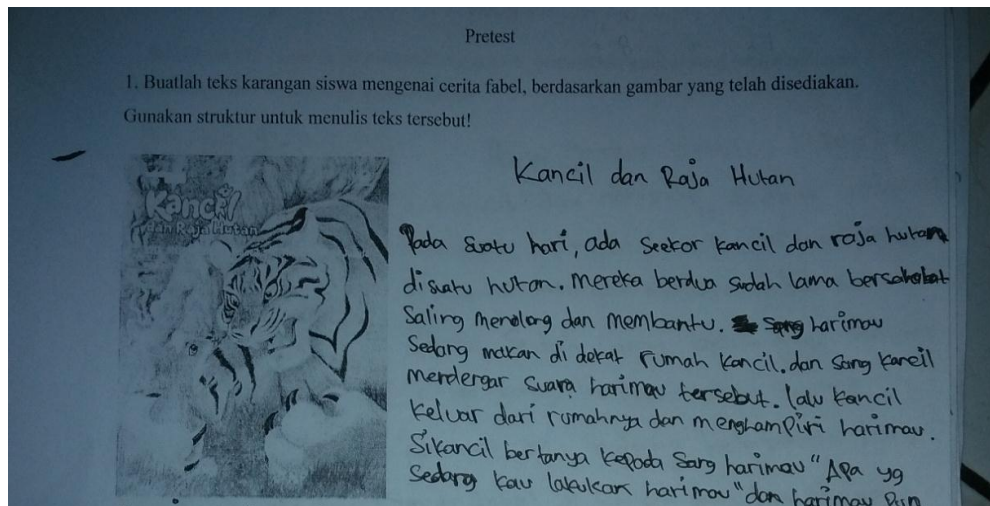 Pretest
1. Buatlah teks karangan siswa mengenai cerita fabel, berdasarkan gambar yang telah disediakan.
Gunakan struktur untuk menulis teks tersebut!
Kancil
dan Raja Hutan
Kancil dan Raja Hutan
Pada suatu hari, ada seekor kancil dan raja hutan
disuatu hutan. Mereka berdua sudah lama bersahabat
Saling menolong dan membantu. Sang harimau
Sedang makan di dekat rumah kancil. dan sang kancil
mendengar suara harimau tersebut. lalu kancil
keluar dari rumahnya dan menghampiri harimau.
Sikancil bertanya kepada sang harimau "Apa yg
sedang kau lakukan harimau" dan harimau pun